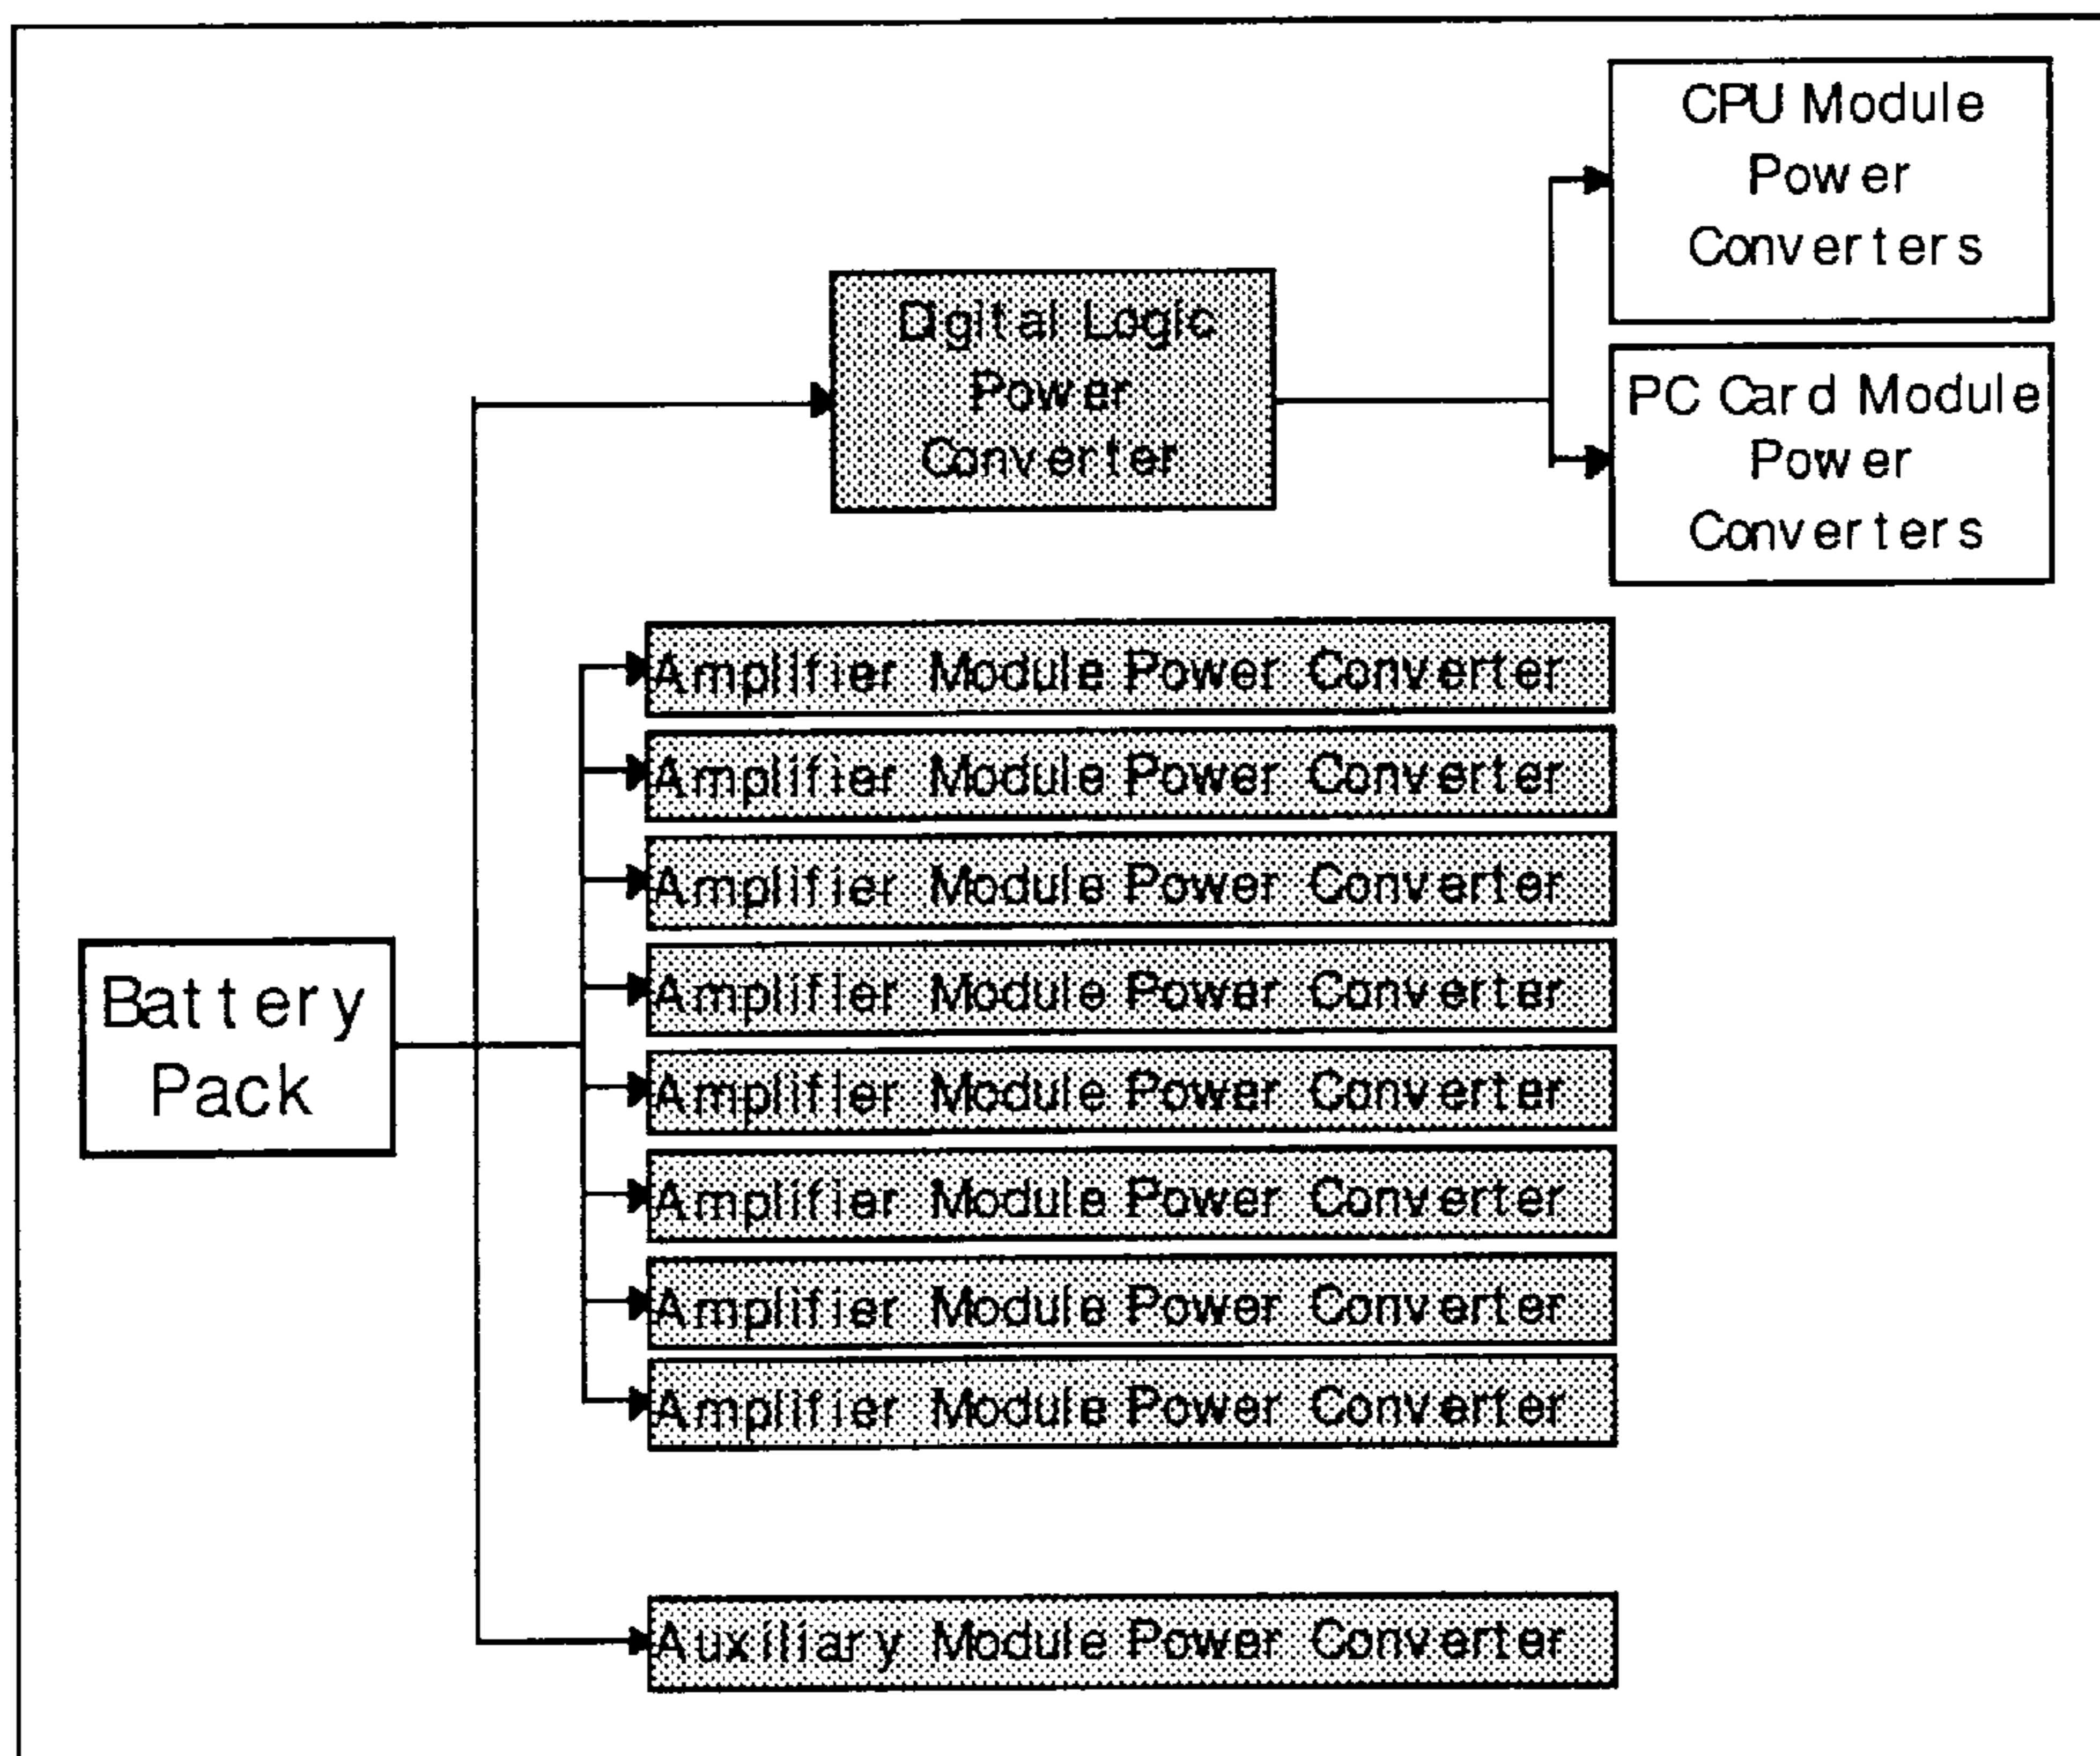 CPU Module
Power
Converters
Digital Logic
Power
Converter
PC Card Module
Power
Converters
Amplifier Module Power Converter
Amplifier Module Power Converter
Amplifier Module Power Converter
Amplifier Module Power Converter
Amplifier Module Power Converter
Amplifier Module Power Converter
Amplifier Module Power Converter
Amplifier Module Power Converter
Battery
Pack
Auxiliary Module Power Converter